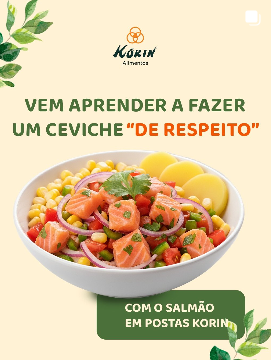 KORIN
Alimentos
VEM APRENDER A FAZER
UM CEVICHE "DE RESPEITO"
COM O SALMÃO
EM POSTAS KORIN